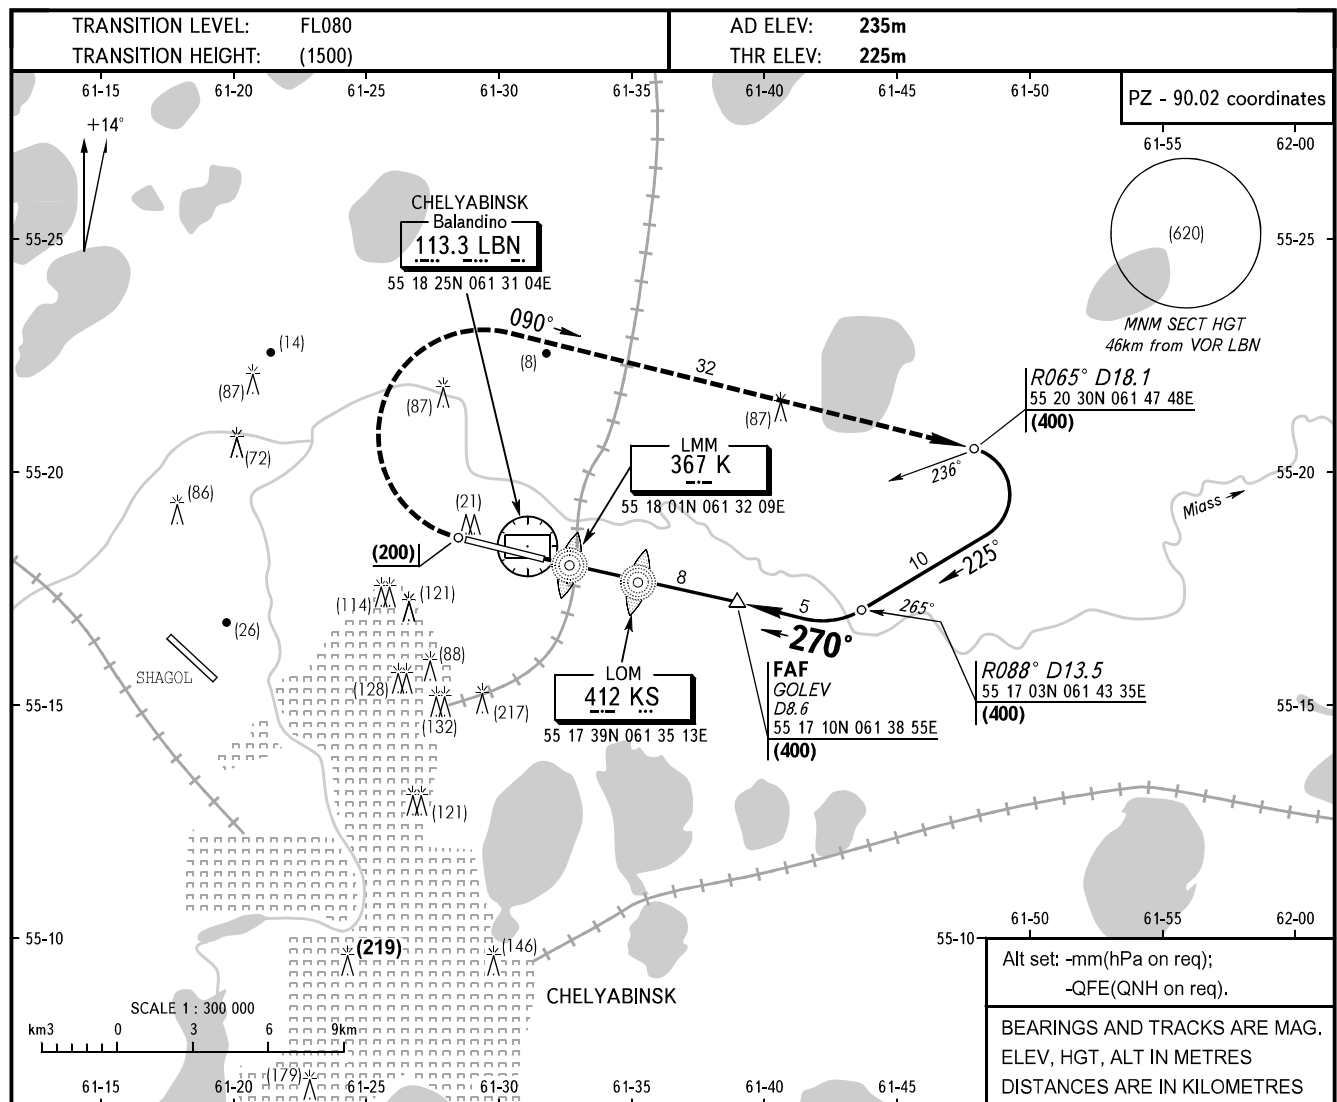 TRANSITION LEVEL: FL080
TRANSITION HEIGHT: (1500)
AD ELEV: 235m
THR ELEV: 225m
61-15 61-20 61-25 61-30 61-35 61-40 61-45 61-50
PZ - 90.02 coordinates
61-55 62-00
+14°
CHELYABINSK
Balandino
113.3 LBN
55 18 25N 061 31 04E
55-25
(620)
55-25
MNM SECT HGT
46km from VOR LBN
090°
(14)
(8)
32
(87)
(87)
(87)
R065° D18.1
55 20 30N 061 47 48E
(400)
(72)
LMM
367 K
55 18 01N 061 32 09E
236°
55-20
55-20
(86)
(21)
Miass
(200)
10
225°
8
5
265°
270°
(114)
(121)
(26)
SHAGOL
(88)
(128)
(132)
(217)
LOM
412 KS
55 17 39N 061 35 13E
FAF
GOLEV
D8.6
55 17 10N 061 38 55E
(400)
R088° D13.5
55 17 03N 061 43 35E
(400)
55-15
55-15
(121)
61-50 61-55 62-00
55-10
(219)
(146)
55-10
CHELYABINSK
Alt set: -mm(hPa on req);
-QFE(QNH on req).
SCALE 1 : 300 000
km3 0 3 6 9km
BEARINGS AND TRACKS ARE MAG.
ELEV, HGT, ALT IN METRES
DISTANCES ARE IN KILOMETRES
(179)
61-15 61-20 61-25 61-30 61-35 61-40 61-45